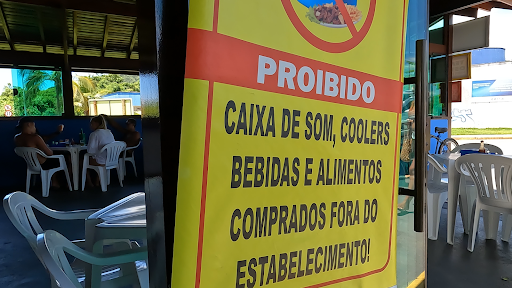 PROIBIDO
CAIXA DE SOM, COOLERS
BEBIDAS E ALIMENTOS
COMPRADOS FORA DO
ESTABELECIMENTO!